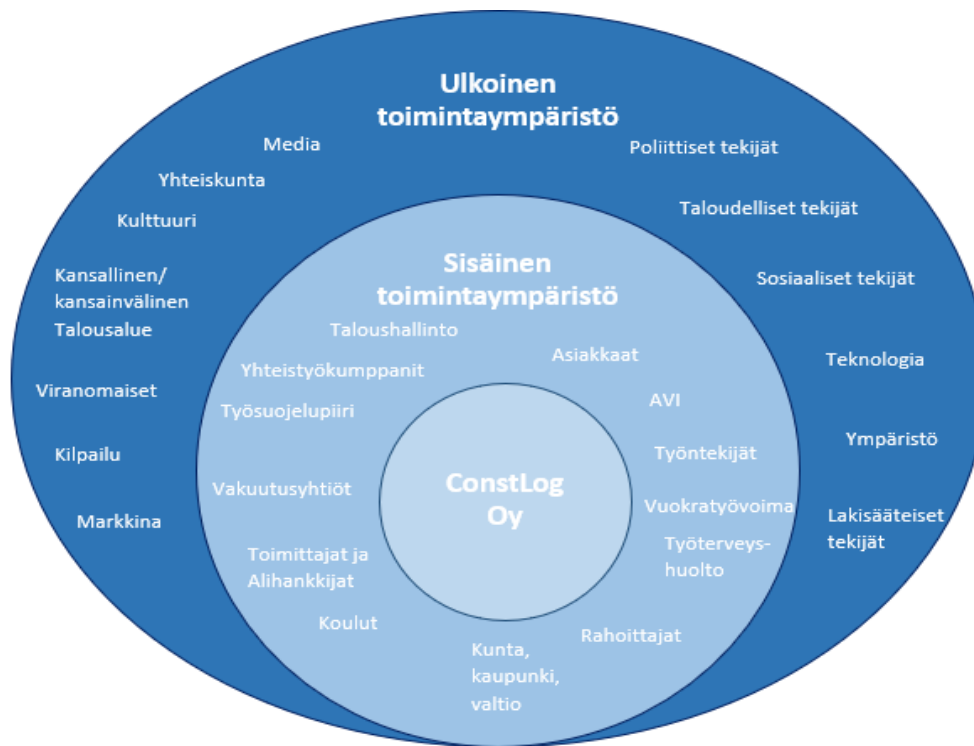 Ulkoinen
toimintaympäristö
Media
Poliittiset tekijät
Yhteiskunta
Taloudelliset tekijät
Kulttuuri
Kansallinen/
kansainvälinen
Talousalue
Sosiaaliset tekijät
Viranomaiset
Teknologia
Kilpailu
Ympäristö
Markkina
Lakisääteiset
tekijät
Sisäinen
toimintaympäristö
Taloushallinto
Asiakkaat
Yhteistyökumppanit
AVI
Työsuojelupiiri
Työntekijät
Vakuutusyhtiöt
Vuokratyövoima
Toimittajat ja
Alihankkijat
Työterveys-
huolto
Koulut
Rahoittajat
Kunta,
kaupunki,
valtio
ConstLog
Oy